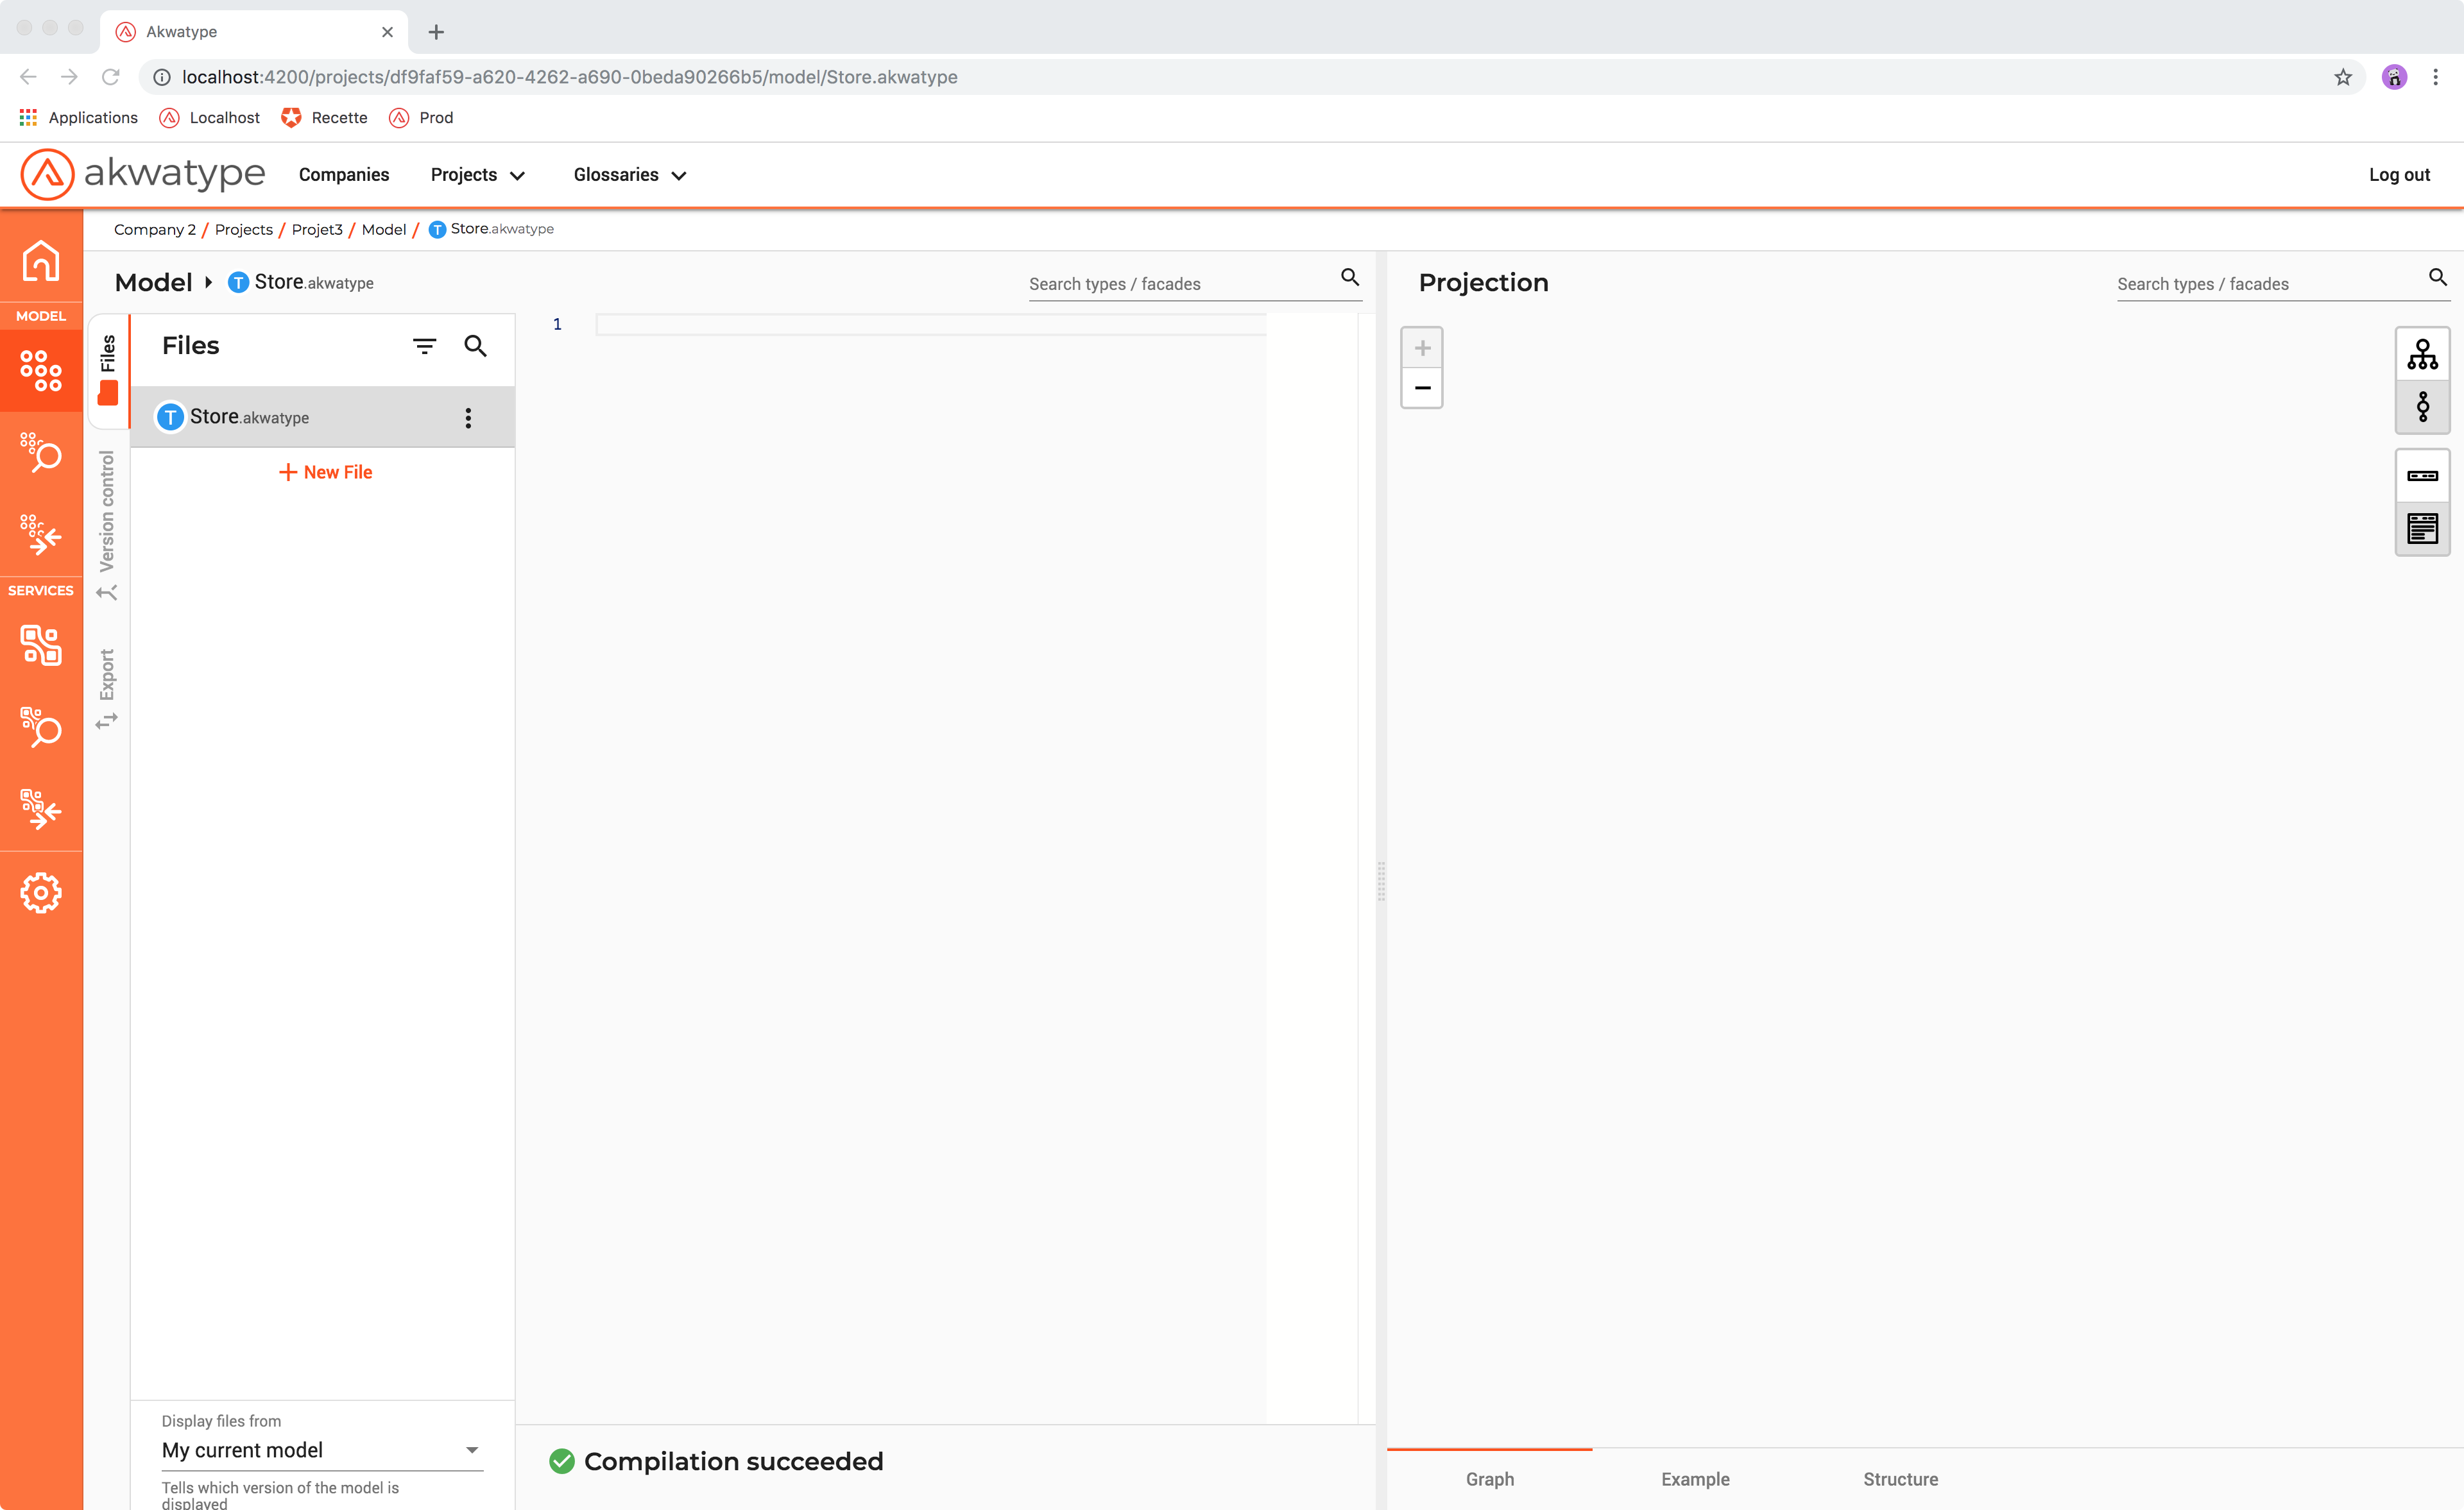 Akwatype
localhost:4200/projects/df9faf59-a620-4262-a690-0beda90266b5/model/Store.akwatype
Applications Localhost Recette Prod
akwatype Companies Projects Glossaries Log out
Company 2 / Projects / Projet3 / Model / T Store.akwatype
Model T Store.akwatype Search types / facades
Projection Search types / facades
MODEL
SERVICES
Files
Version control
Export
Files
T Store.akwatype
+ New File
1
Display files from
My current model
Tells which version of the model is
displayed
Compilation succeeded
Graph Example Structure